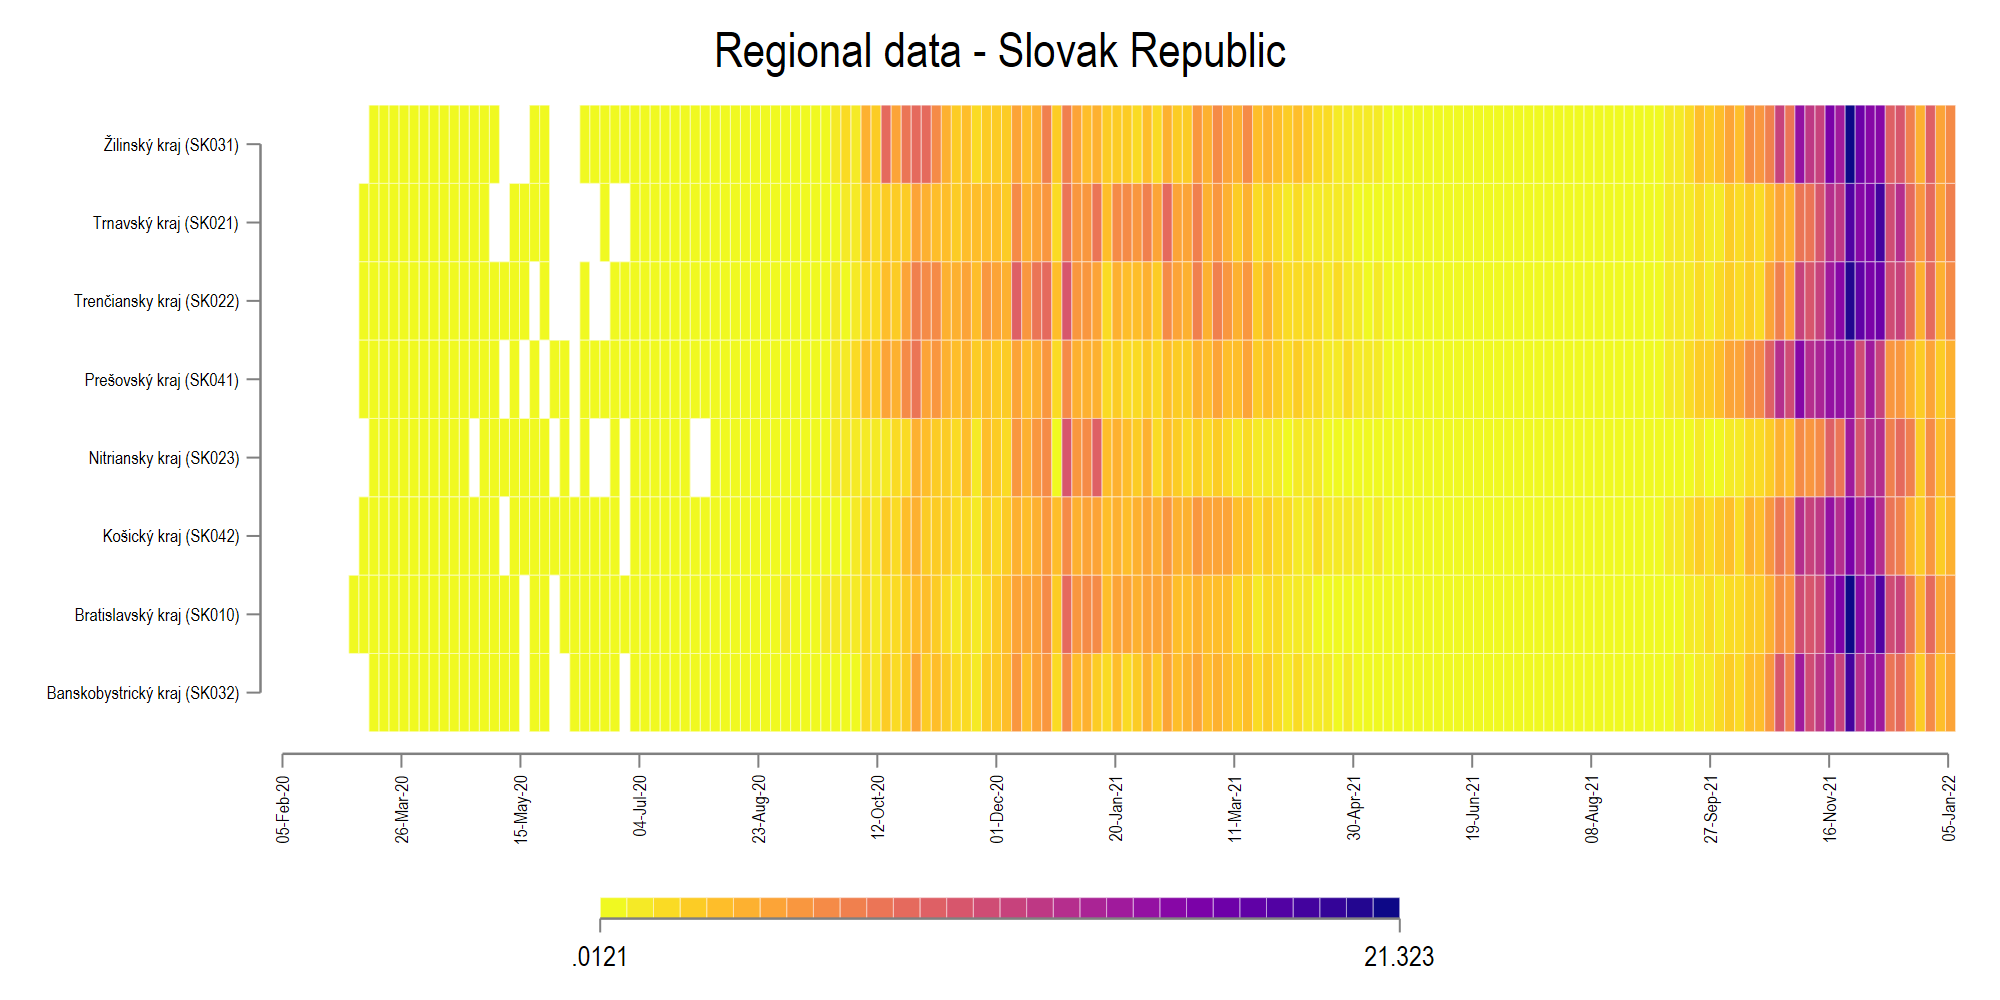 Regional data - Slovak Republic
Žilinský kraj (SK031)
Trnavský kraj (SK021)
Trenčiansky kraj (SK022)
Prešovský kraj (SK041)
Nitriansky kraj (SK023)
Košický kraj (SK042)
Bratislavský kraj (SK010)
Banskobystrický kraj (SK032)
05-Feb-20
26-Mar-20
15-May-20
04-Jul-20
23-Aug-20
12-Oct-20
01-Dec-20
20-Jan-21
11-Mar-21
30-Apr-21
19-Jun-21
08-Aug-21
27-Sep-21
16-Nov-21
05-Jan-22
.0121
21.323